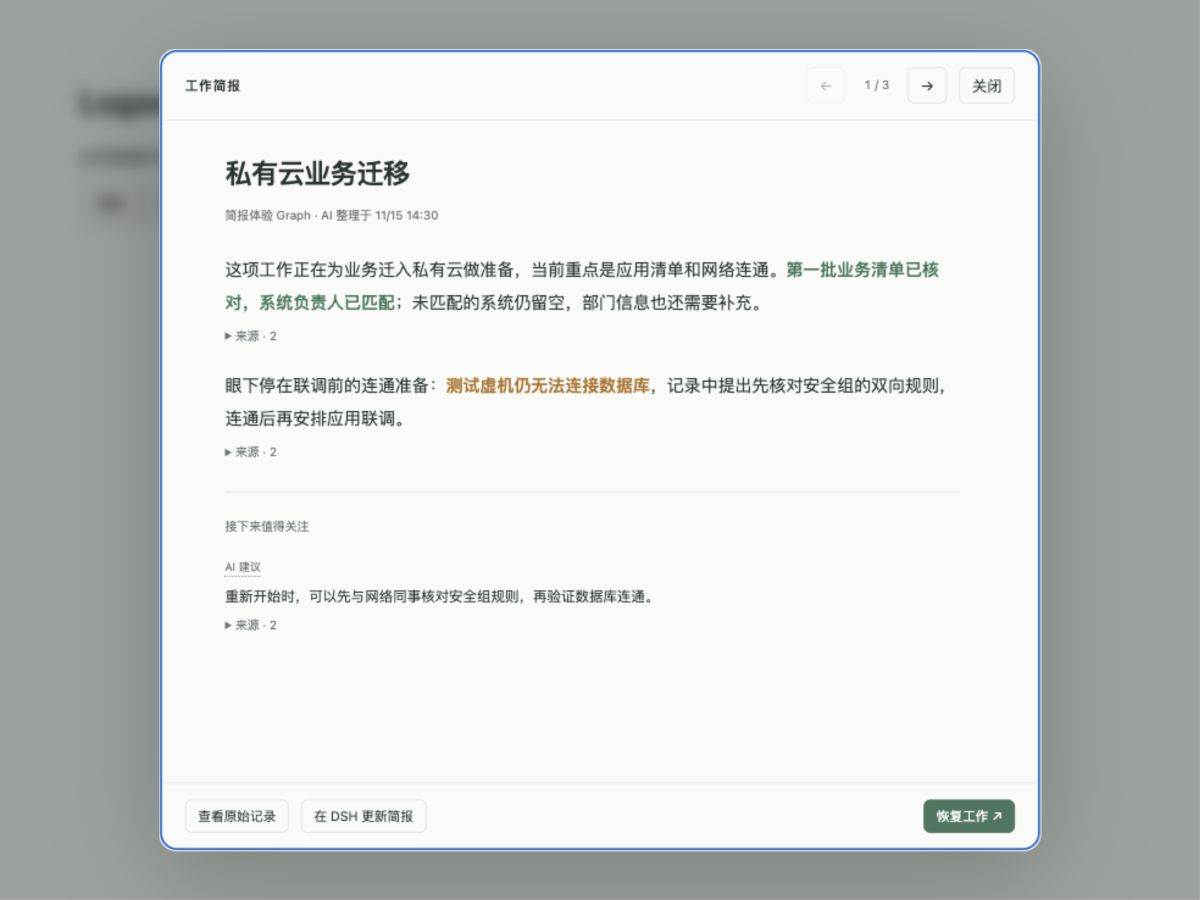 工作简报
← 1 / 3 → 关闭
私有云业务迁移
简报体验 Graph · AI 整理于 11/15 14:30
这项工作正在为业务迁入私有云做准备，当前重点是应用清单和网络连通。第一批业务清单已核
对，系统负责人已匹配；未匹配的系统仍留空，部门信息也还需要补充。
▶ 来源 · 2
眼下停在联调前的连通准备：测试虚机仍无法连接数据库，记录中提出先核对安全组的双向规则，
连通后再安排应用联调。
▶ 来源 · 2
接下来值得关注
AI 建议
重新开始时，可以先与网络同事核对安全组规则，再验证数据库连通。
▶ 来源 · 2
查看原始记录 在 DSH 更新简报 恢复工作 ↗